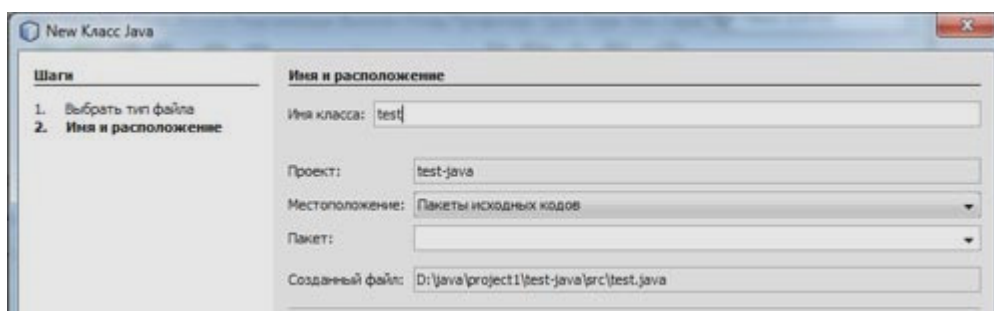 New Класс Java
Шаги
1. Выбрать тип файла
2. Имя и расположение
Имя и расположение
Имя класса: test
Проект: test-java
Местоположение: Пакеты исходных кодов
Пакет:
Созданный файл: D:\java\project1\test-java\src\test.java